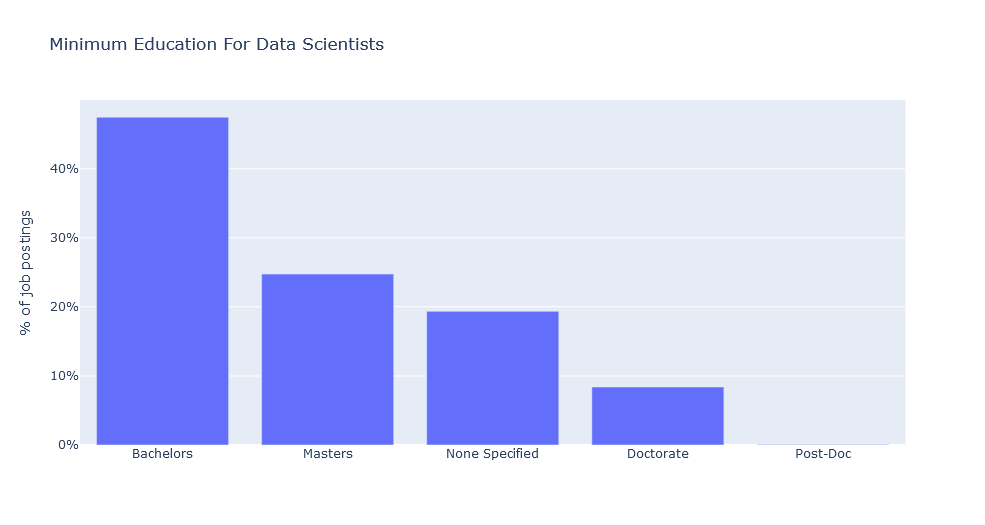 Minimum Education For Data Scientists
% of job postings
40%
30%
20%
10%
0%
Bachelors
Masters
None Specified
Doctorate
Post-Doc